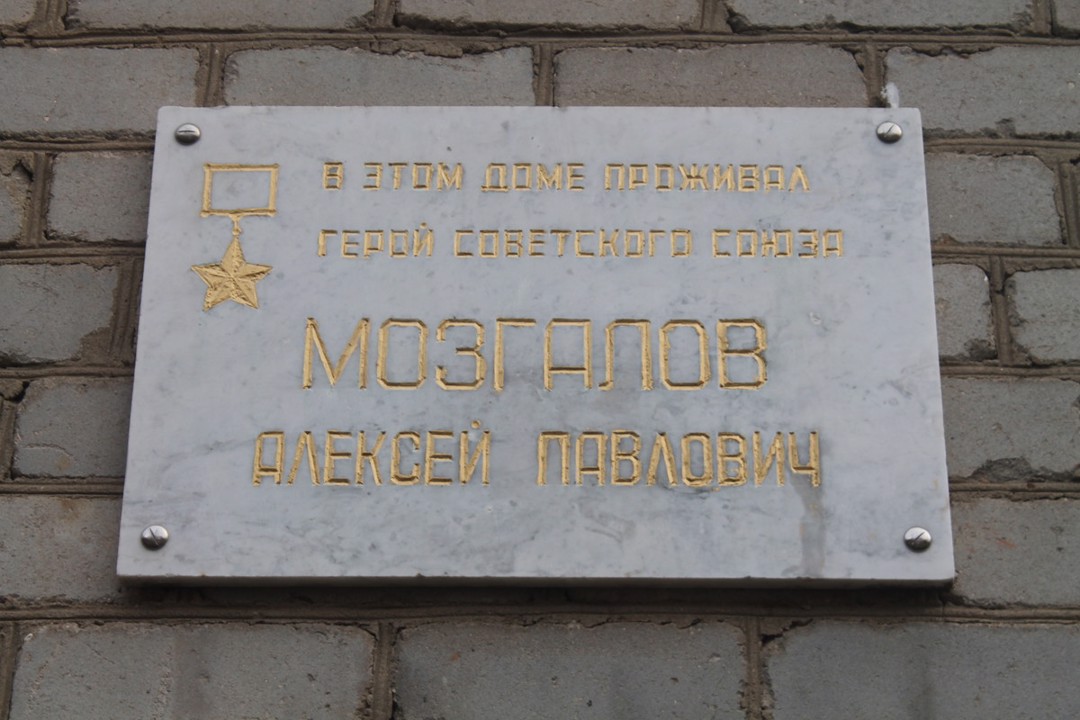 В ЭТОМ ДОМЕ ПРОЖИВАЛ
ГЕРОЙ СОВЕТСКОГО СОЮЗА
МОЗГАЛОВ
АЛЕКСЕЙ ПАВЛОВИЧ